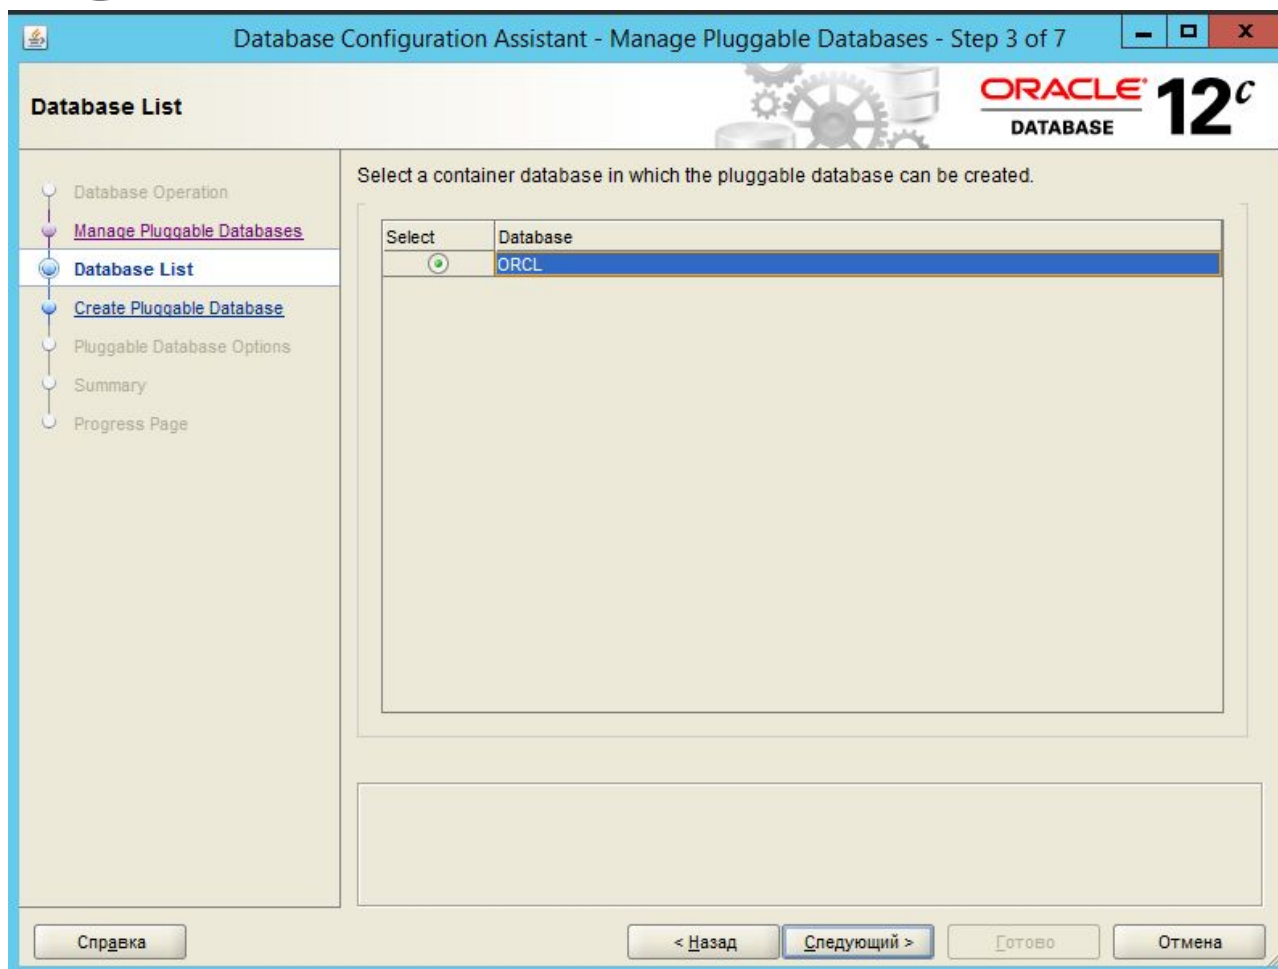 Database Configuration Assistant - Manage Pluggable Databases - Step 3 of 7
Database List
ORACLE 12c
DATABASE
Database Operation
Manage Pluggable Databases
Database List
Create Pluggable Database
Pluggable Database Options
Summary
Progress Page
Select a container database in which the pluggable database can be created.
Select Database
ORCL
Справка
< Назад
Следующий >
Готово
Отмена